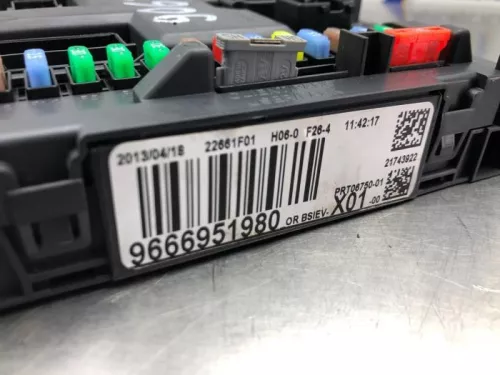 2013/04/18 22661F01 H06-0 F26-4 11:42:17
21743922
PRT06750-01
9666951980 OR BSIEV- X01 -00